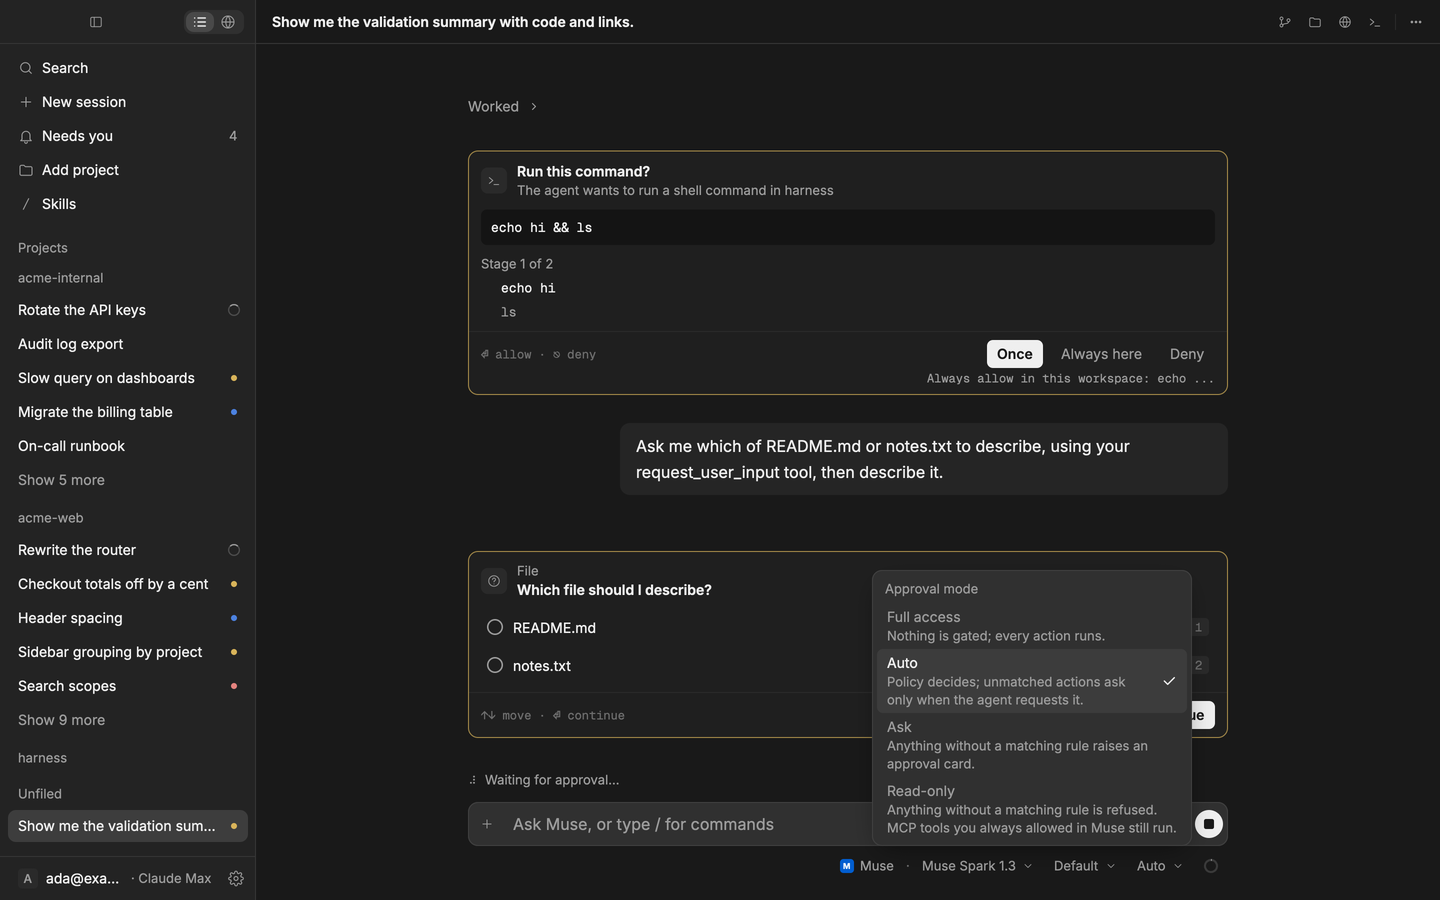 Show me the validation summary with code and links.
Search
New session
Needs you 4
Add project
Skills
Projects
acme-internal
Rotate the API keys
Audit log export
Slow query on dashboards
Migrate the billing table
On-call runbook
Show 5 more
acme-web
Rewrite the router
Checkout totals off by a cent
Header spacing
Sidebar grouping by project
Search scopes
Show 9 more
harness
Unfiled
Show me the validation sum...
A ada@exa... · Claude Max
Worked
Run this command?
The agent wants to run a shell command in harness
echo hi && ls
Stage 1 of 2
echo hi
ls
allow · deny
Once Always here Deny
Always allow in this workspace: echo ...
Ask me which of README.md or notes.txt to describe, using your
request_user_input tool, then describe it.
File
Which file should I describe?
README.md 1
notes.txt 2
move · continue
ue
Approval mode
Full access
Nothing is gated; every action runs.
Auto
Policy decides; unmatched actions ask
only when the agent requests it.
Ask
Anything without a matching rule raises an
approval card.
Read-only
Anything without a matching rule is refused.
MCP tools you always allowed in Muse still run.
Waiting for approval...
Ask Muse, or type / for commands
M Muse · Muse Spark 1.3 Default Auto